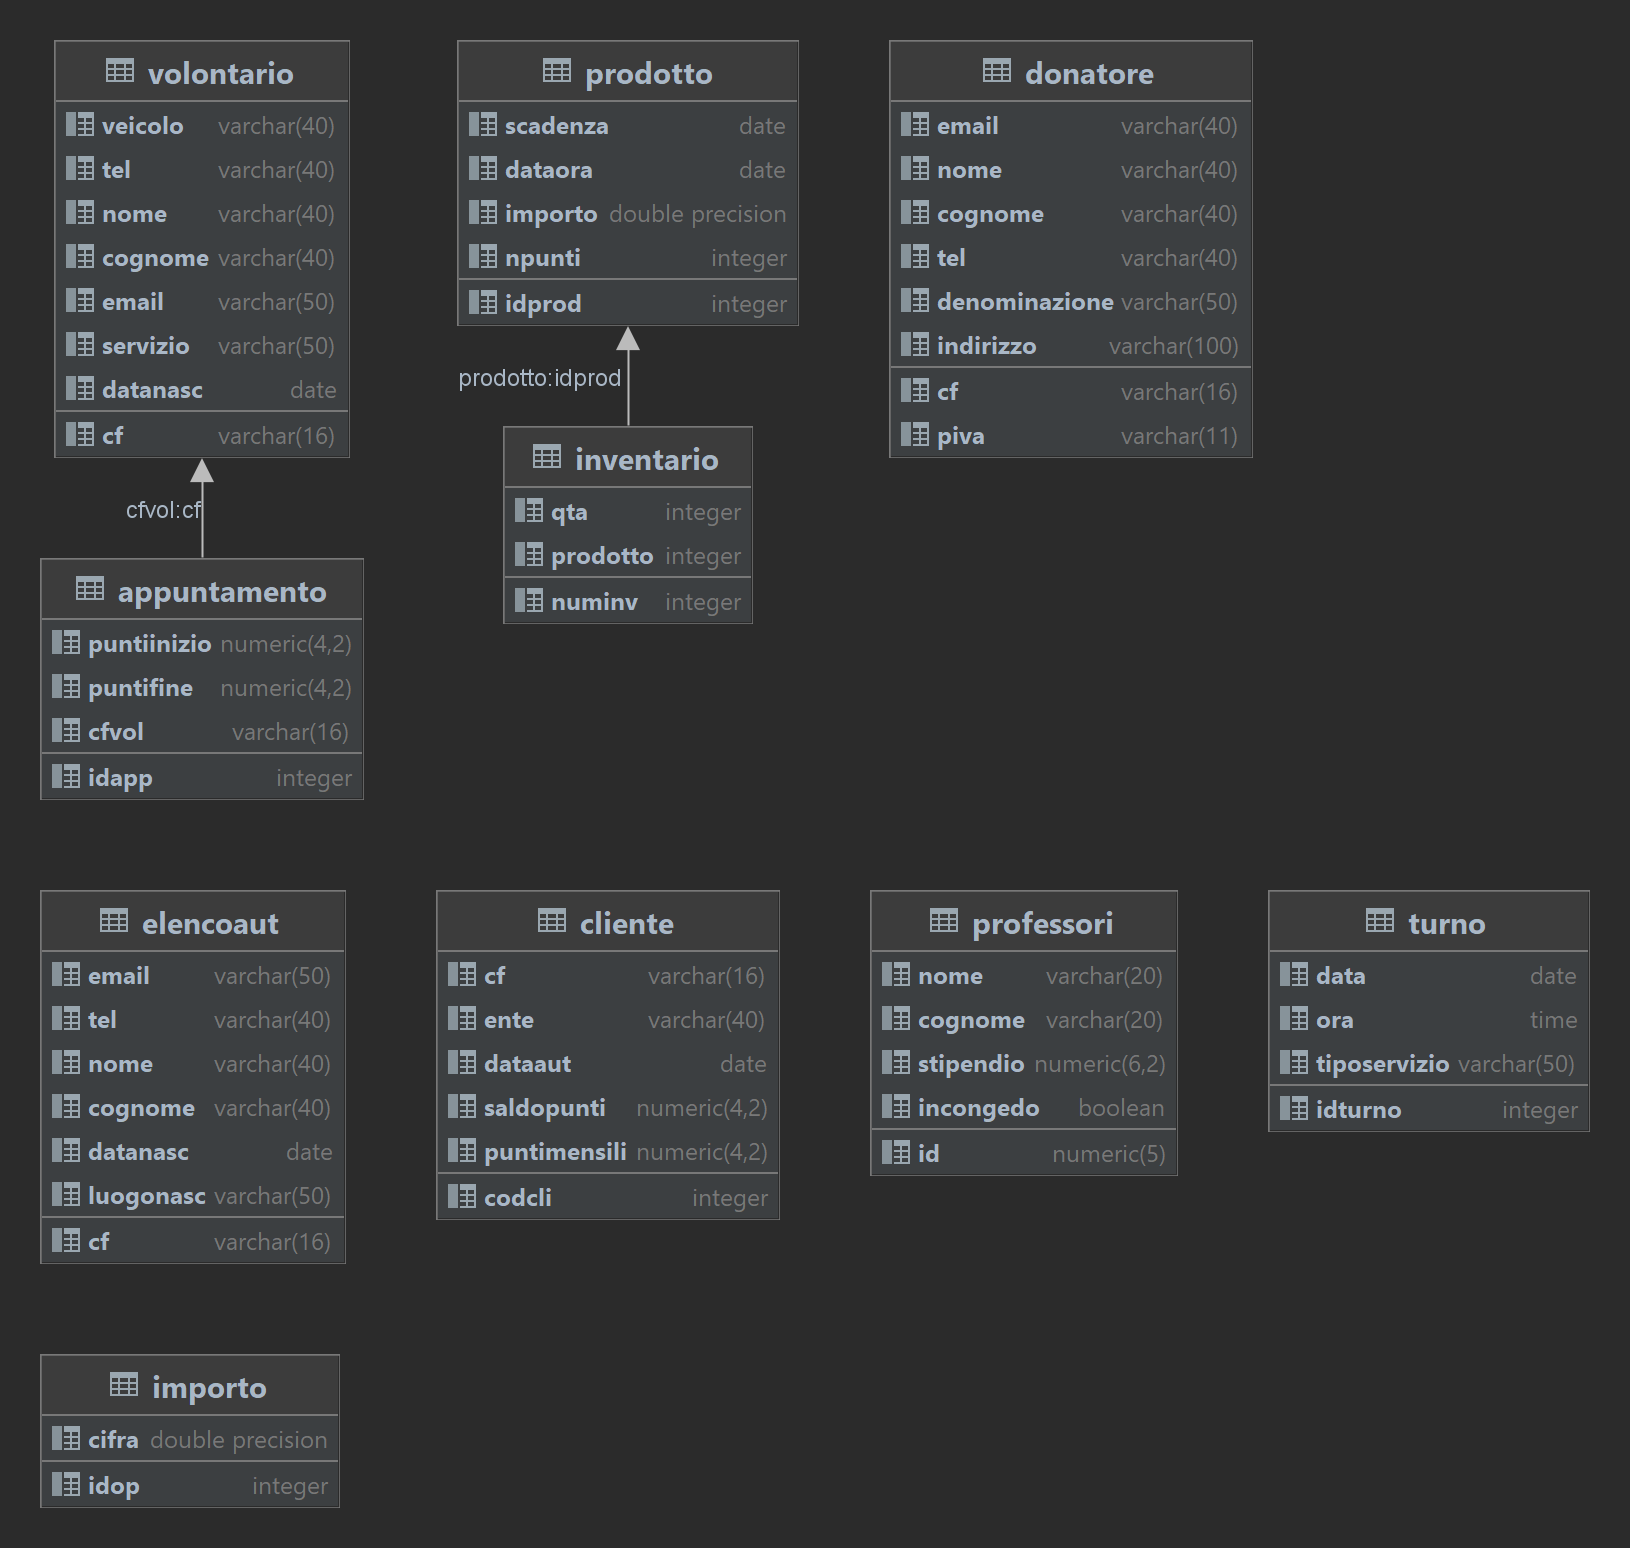 volontario
veicolo varchar(40)
tel varchar(40)
nome varchar(40)
cognome varchar(40)
email varchar(50)
servizio varchar(50)
datanasc date
cf varchar(16)
prodotto
scadenza date
dataora date
importo double precision
npunti integer
idprod integer
donatore
email varchar(40)
nome varchar(40)
cognome varchar(40)
tel varchar(40)
denominazione varchar(50)
indirizzo varchar(100)
cf varchar(16)
piva varchar(11)
cfvol:cf
prodotto:idprod
appuntamento
puntiinizio numeric(4,2)
puntifine numeric(4,2)
cfvol varchar(16)
idapp integer
inventario
qta integer
prodotto integer
numinv integer
elencoaut
email varchar(50)
tel varchar(40)
nome varchar(40)
cognome varchar(40)
datanasc date
luogonasc varchar(50)
cf varchar(16)
cliente
cf varchar(16)
ente varchar(40)
dataaut date
saldopunti numeric(4,2)
puntimensili numeric(4,2)
codcli integer
professori
nome varchar(20)
cognome varchar(20)
stipendio numeric(6,2)
incongedo boolean
id numeric(5)
turno
data date
ora time
tiposervizio varchar(50)
idturno integer
importo
cifra double precision
idop integer